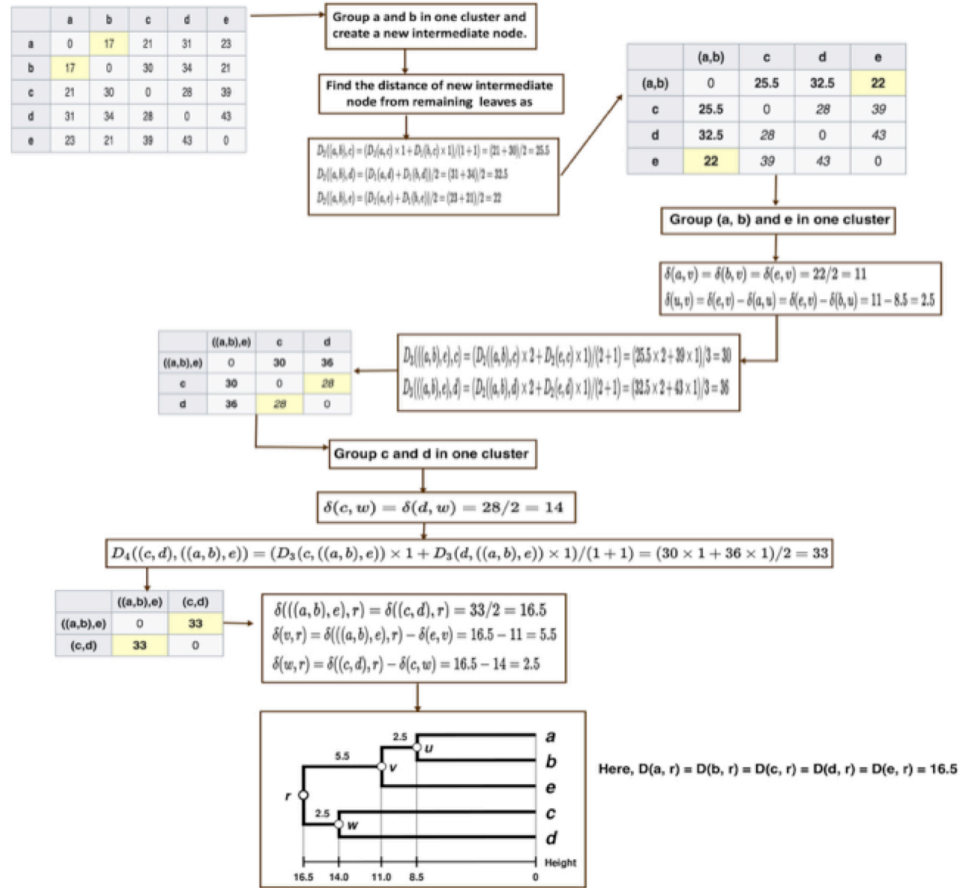 a b c d e
a 0 17 21 31 23
b 17 0 30 34 21
c 21 30 0 28 39
d 31 34 28 0 43
e 23 21 39 43 0
Group a and b in one cluster and
create a new intermediate node.
Find the distance of new intermediate
node from remaining leaves as
D₂((a,b),c) = (D₁(a,c) × 1 + D₁(b,c) × 1)/(1+1) = (21+30)/2 = 25.5
D₂((a,b),d) = (D₁(a,d) + D₁(b,d))/2 = (31+34)/2 = 32.5
D₂((a,b),e) = (D₁(a,e) + D₁(b,e))/2 = (23+21)/2 = 22
(a,b) c d e
(a,b) 0 25.5 32.5 22
c 25.5 0 28 39
d 32.5 28 0 43
e 22 39 43 0
Group (a, b) and e in one cluster
δ(a,v) = δ(b,v) = δ(e,v) = 22/2 = 11
δ(u,v) = δ(e,v) − δ(a,u) = δ(e,v) − δ(b,u) = 11 − 8.5 = 2.5
D₃(((a,b),e),c) = (D₂((a,b),c) × 2 + D₂(e,c) × 1)/(2+1) = (25.5 × 2 + 39 × 1)/3 = 30
D₃(((a,b),e),d) = (D₂((a,b),d) × 2 + D₂(e,d) × 1)/(2+1) = (32.5 × 2 + 43 × 1)/3 = 36
((a,b),e) c d
((a,b),e) 0 30 36
c 30 0 28
d 36 28 0
Group c and d in one cluster
δ(c,w) = δ(d,w) = 28/2 = 14
D₄((c,d),((a,b),e)) = (D₃(c,((a,b),e)) × 1 + D₃(d,((a,b),e)) × 1)/(1+1) = (30 × 1 + 36 × 1)/2 = 33
((a,b),e) (c,d)
((a,b),e) 0 33
(c,d) 33 0
δ(((a,b),e),r) = δ((c,d),r) = 33/2 = 16.5
δ(v,r) = δ(((a,b),e),r) − δ(e,v) = 16.5 − 11 = 5.5
δ(w,r) = δ((c,d),r) − δ(c,w) = 16.5 − 14 = 2.5
2.5 a
u
5.5 b
v
e
r
2.5 c
w
d
Height
16.5 14.0 11.0 8.5 0
Here, D(a, r) = D(b, r) = D(c, r) = D(d, r) = D(e, r) = 16.5